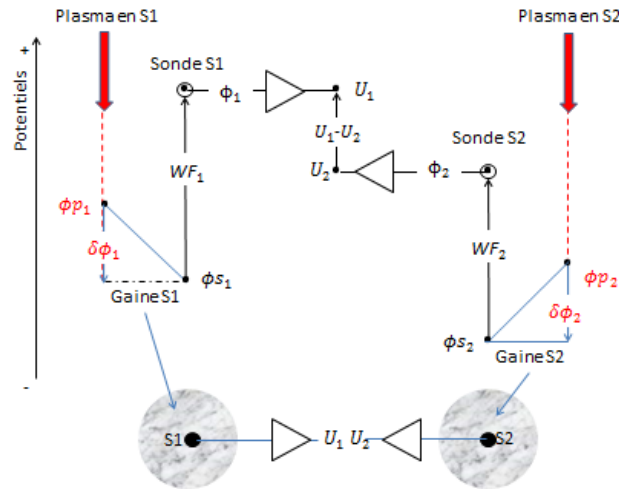 Plasma en S1
Plasma en S2
+
Potentiels
-
Sonde S1
ϕ1
U1
U1-U2
Sonde S2
U2
ϕ2
WF1
WF2
ϕp1
δϕ1
ϕs1
Gaine S1
ϕp2
δϕ2
ϕs2
Gaine S2
S1
U1 U2
S2